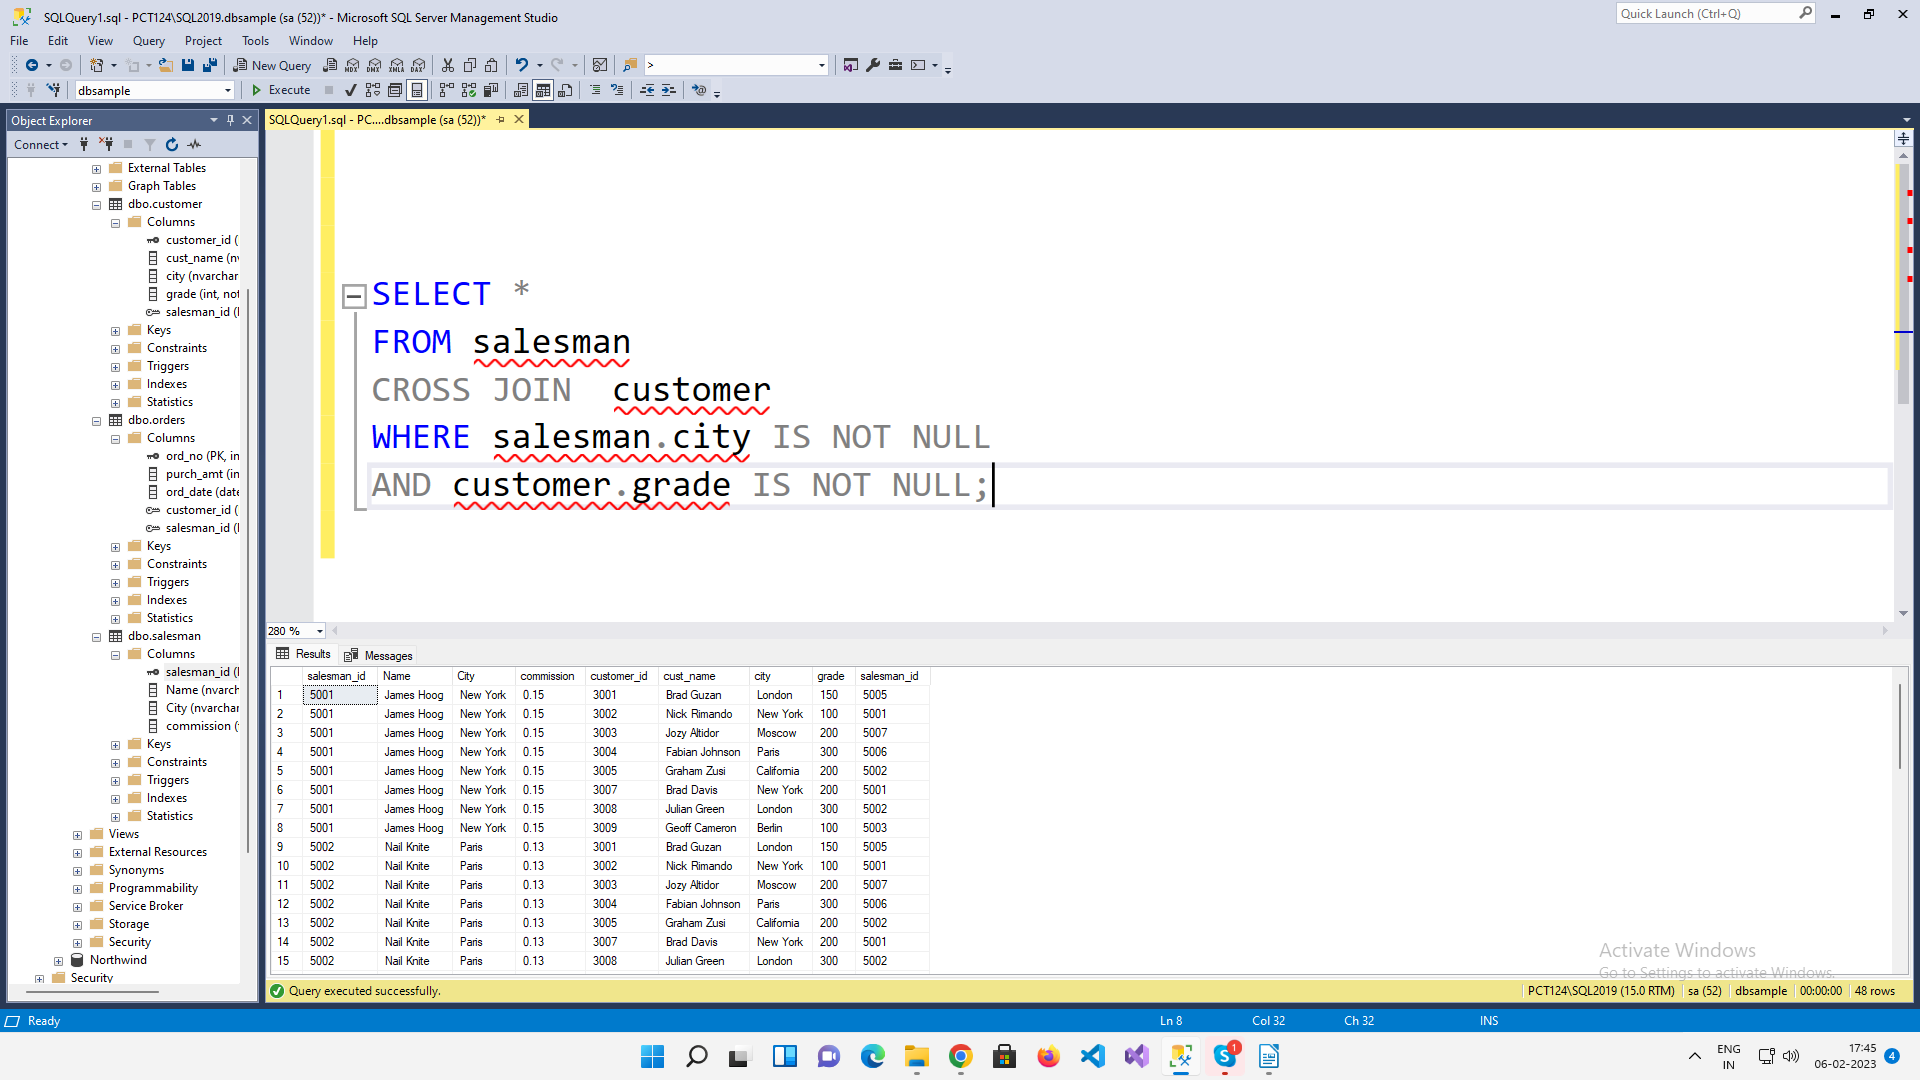 SQLQuery1.sql - PCT124\SQL2019.dbsample (sa (52))* - Microsoft SQL Server Management Studio
Quick Launch (Ctrl+Q)
File Edit View Query Project Tools Window Help
New Query
MDX DMX XMLA DAX
>
dbsample
Execute
Object Explorer
Connect
External Tables
Graph Tables
dbo.customer
Columns
customer_id (
cust_name (nv
city (nvarchar
grade (int, not
salesman_id (I
Keys
Constraints
Triggers
Indexes
Statistics
dbo.orders
Columns
ord_no (PK, in
purch_amt (in
ord_date (date
customer_id (
salesman_id (I
Keys
Constraints
Triggers
Indexes
Statistics
dbo.salesman
Columns
salesman_id (I
Name (nvarch
City (nvarchar
commission (
Keys
Constraints
Triggers
Indexes
Statistics
Views
External Resources
Synonyms
Programmability
Service Broker
Storage
Security
Northwind
Security
SQLQuery1.sql - PC....dbsample (sa (52))*
SELECT *
FROM salesman
CROSS JOIN  customer
WHERE salesman.city IS NOT NULL
AND customer.grade IS NOT NULL;
280 %
Results Messages
salesman_id Name City commission customer_id cust_name city grade salesman_id
1 5001 James Hoog New York 0.15 3001 Brad Guzan London 150 5005
2 5001 James Hoog New York 0.15 3002 Nick Rimando New York 100 5001
3 5001 James Hoog New York 0.15 3003 Jozy Altidor Moscow 200 5007
4 5001 James Hoog New York 0.15 3004 Fabian Johnson Paris 300 5006
5 5001 James Hoog New York 0.15 3005 Graham Zusi California 200 5002
6 5001 James Hoog New York 0.15 3007 Brad Davis New York 200 5001
7 5001 James Hoog New York 0.15 3008 Julian Green London 300 5002
8 5001 James Hoog New York 0.15 3009 Geoff Cameron Berlin 100 5003
9 5002 Nail Knite Paris 0.13 3001 Brad Guzan London 150 5005
10 5002 Nail Knite Paris 0.13 3002 Nick Rimando New York 100 5001
11 5002 Nail Knite Paris 0.13 3003 Jozy Altidor Moscow 200 5007
12 5002 Nail Knite Paris 0.13 3004 Fabian Johnson Paris 300 5006
13 5002 Nail Knite Paris 0.13 3005 Graham Zusi California 200 5002
14 5002 Nail Knite Paris 0.13 3007 Brad Davis New York 200 5001
15 5002 Nail Knite Paris 0.13 3008 Julian Green London 300 5002
Activate Windows
Go to Settings to activate Windows.
Query executed successfully.
PCT124\SQL2019 (15.0 RTM) sa (52) dbsample 00:00:00 48 rows
Ready
Ln 8 Col 32 Ch 32 INS
1
ENG
IN
17:45
06-02-2023
4